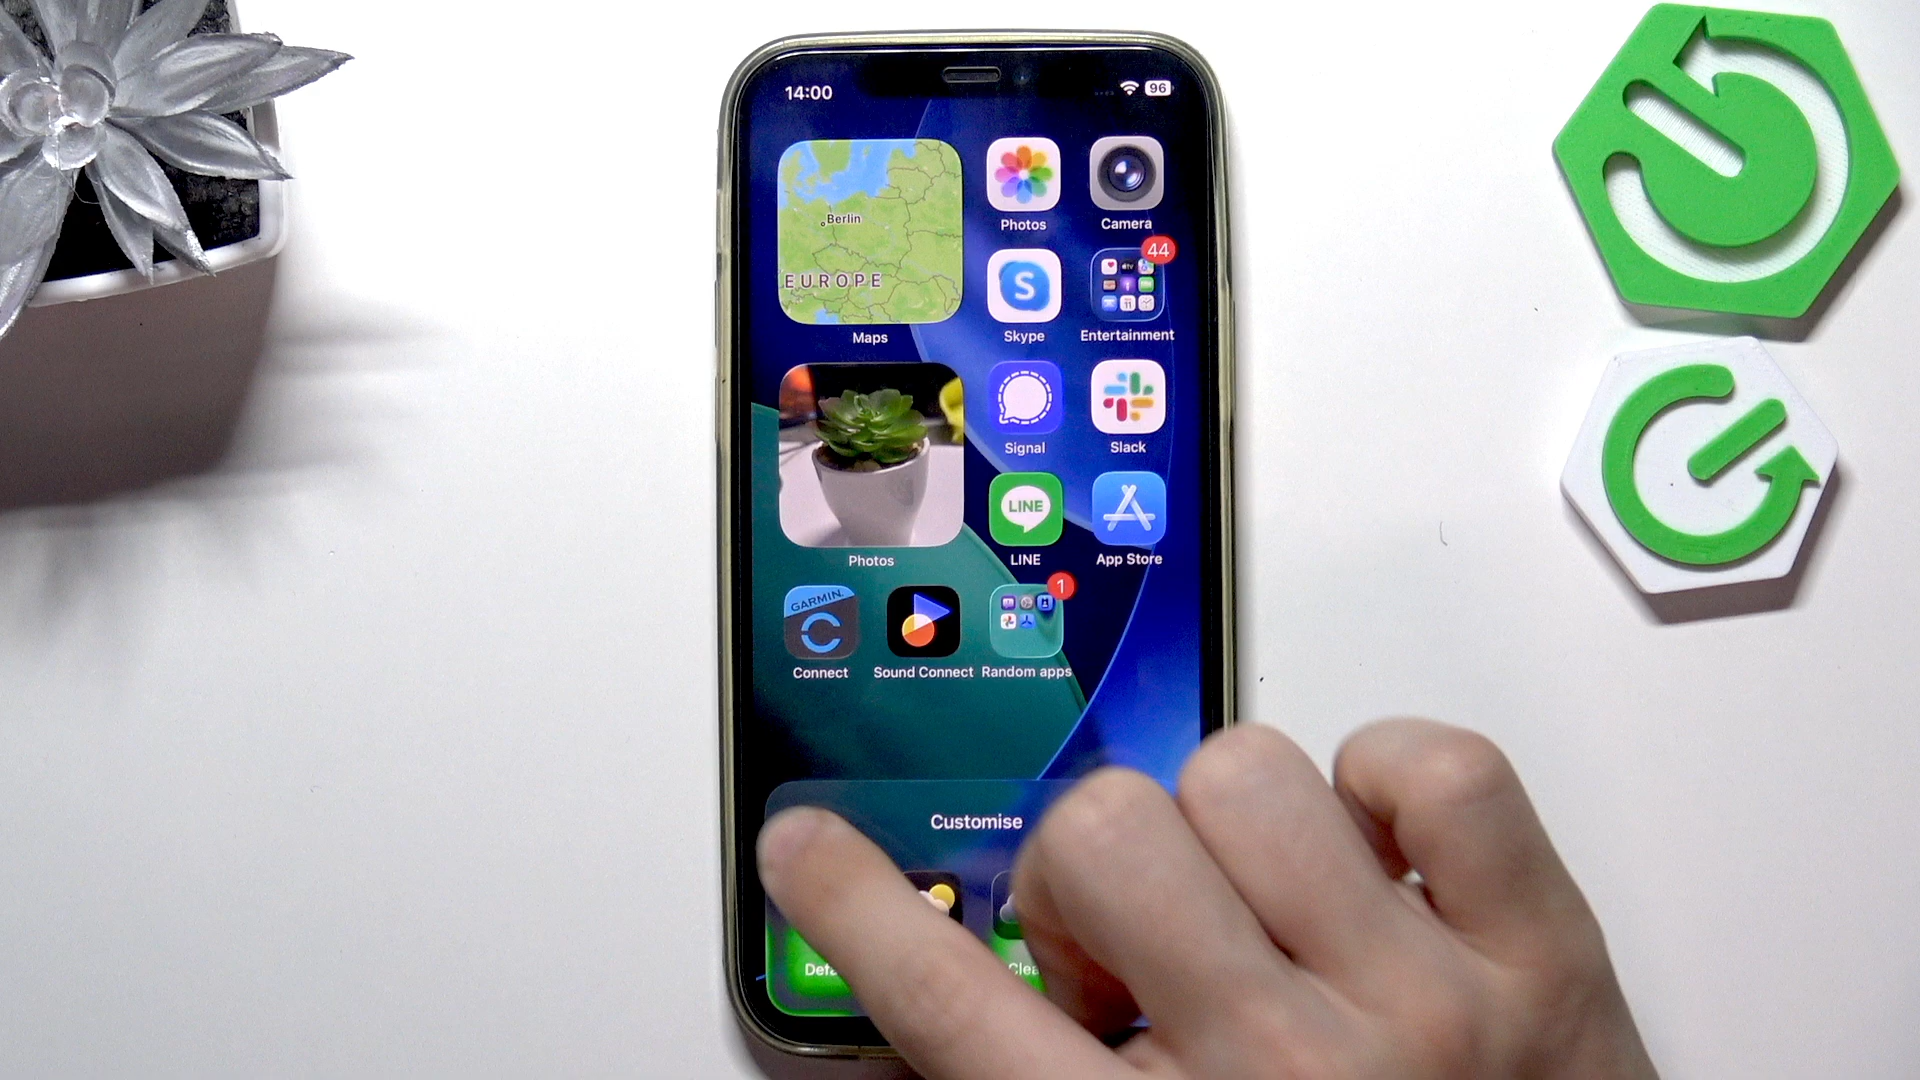 14:00
96
Berlin
EUROPE
Maps
Photos
Camera
44
S
Skype
Entertainment
Signal
Slack
Photos
LINE
LINE
App Store
GARMIN
Connect
Sound Connect
1
Random apps
Customise